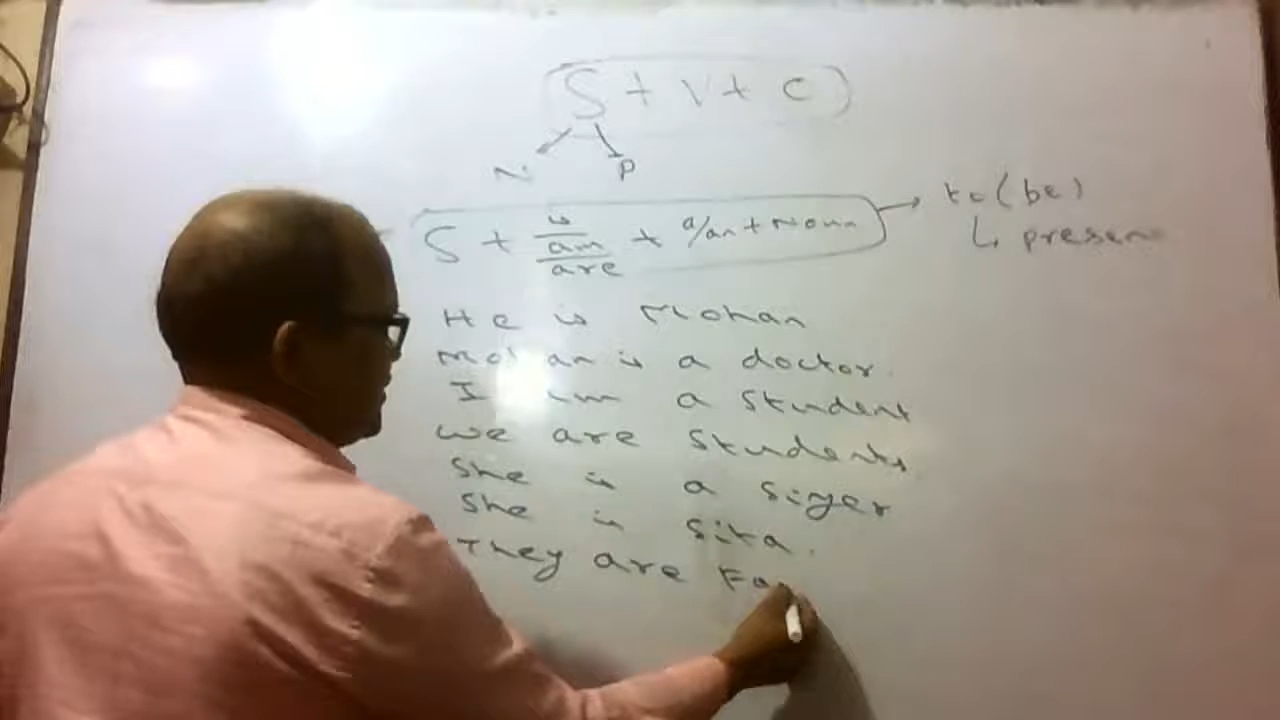 S + V + C
N P
to (be)
S + is am are + a/an + Noun
↳ presen
He is Mohan
Mohan is a doctor.
I am a student
we are students
she is a siger
she is sita.
They are Fa